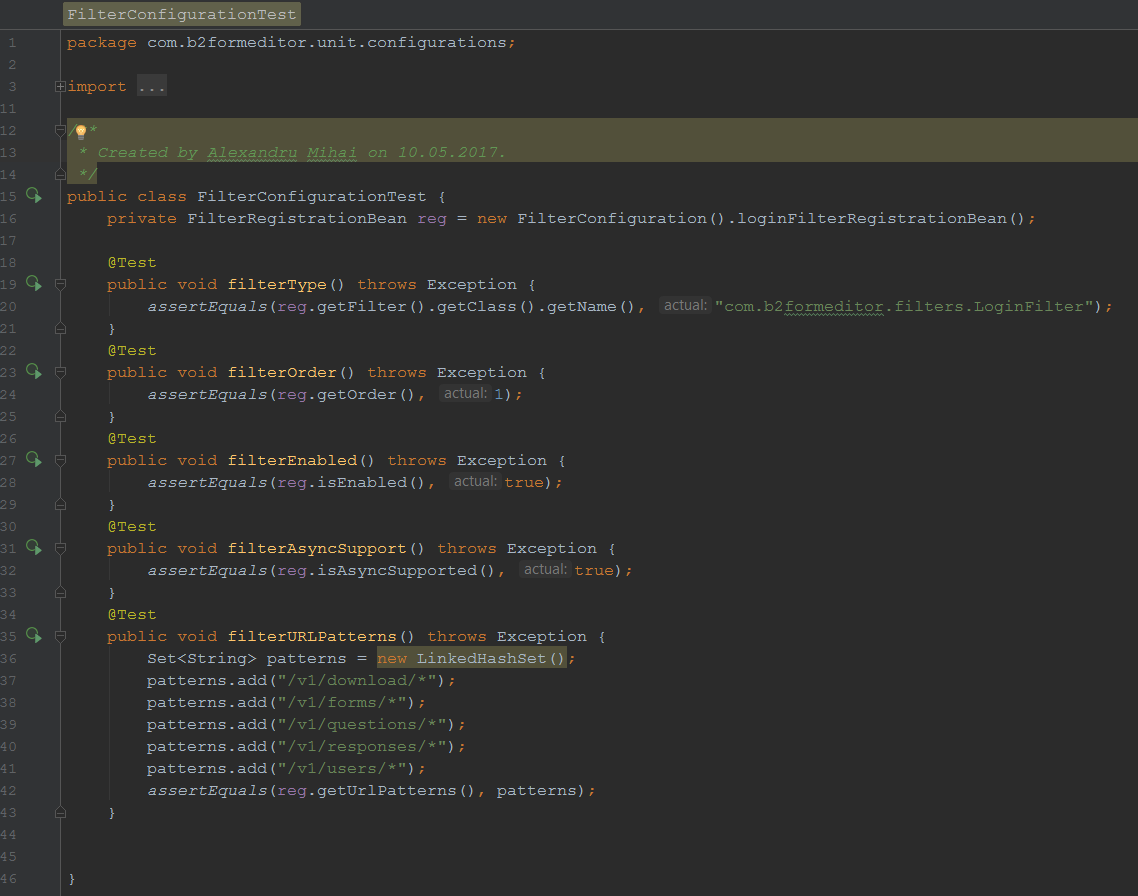 FilterConfigurationTest
1 package com.b2formeditor.unit.configurations;
2
3 import ...
11
12 /**
13 * Created by Alexandru Mihai on 10.05.2017.
14 */
15 public class FilterConfigurationTest {
16 private FilterRegistrationBean reg = new FilterConfiguration().loginFilterRegistrationBean();
17
18 @Test
19 public void filterType() throws Exception {
20 assertEquals(reg.getFilter().getClass().getName(), actual: "com.b2formeditor.filters.LoginFilter");
21 }
22 @Test
23 public void filterOrder() throws Exception {
24 assertEquals(reg.getOrder(), actual: 1);
25 }
26 @Test
27 public void filterEnabled() throws Exception {
28 assertEquals(reg.isEnabled(), actual: true);
29 }
30 @Test
31 public void filterAsyncSupport() throws Exception {
32 assertEquals(reg.isAsyncSupported(), actual: true);
33 }
34 @Test
35 public void filterURLPatterns() throws Exception {
36 Set<String> patterns = new LinkedHashSet();
37 patterns.add("/v1/download/*");
38 patterns.add("/v1/forms/*");
39 patterns.add("/v1/questions/*");
40 patterns.add("/v1/responses/*");
41 patterns.add("/v1/users/*");
42 assertEquals(reg.getUrlPatterns(), patterns);
43 }
44
45
46 }